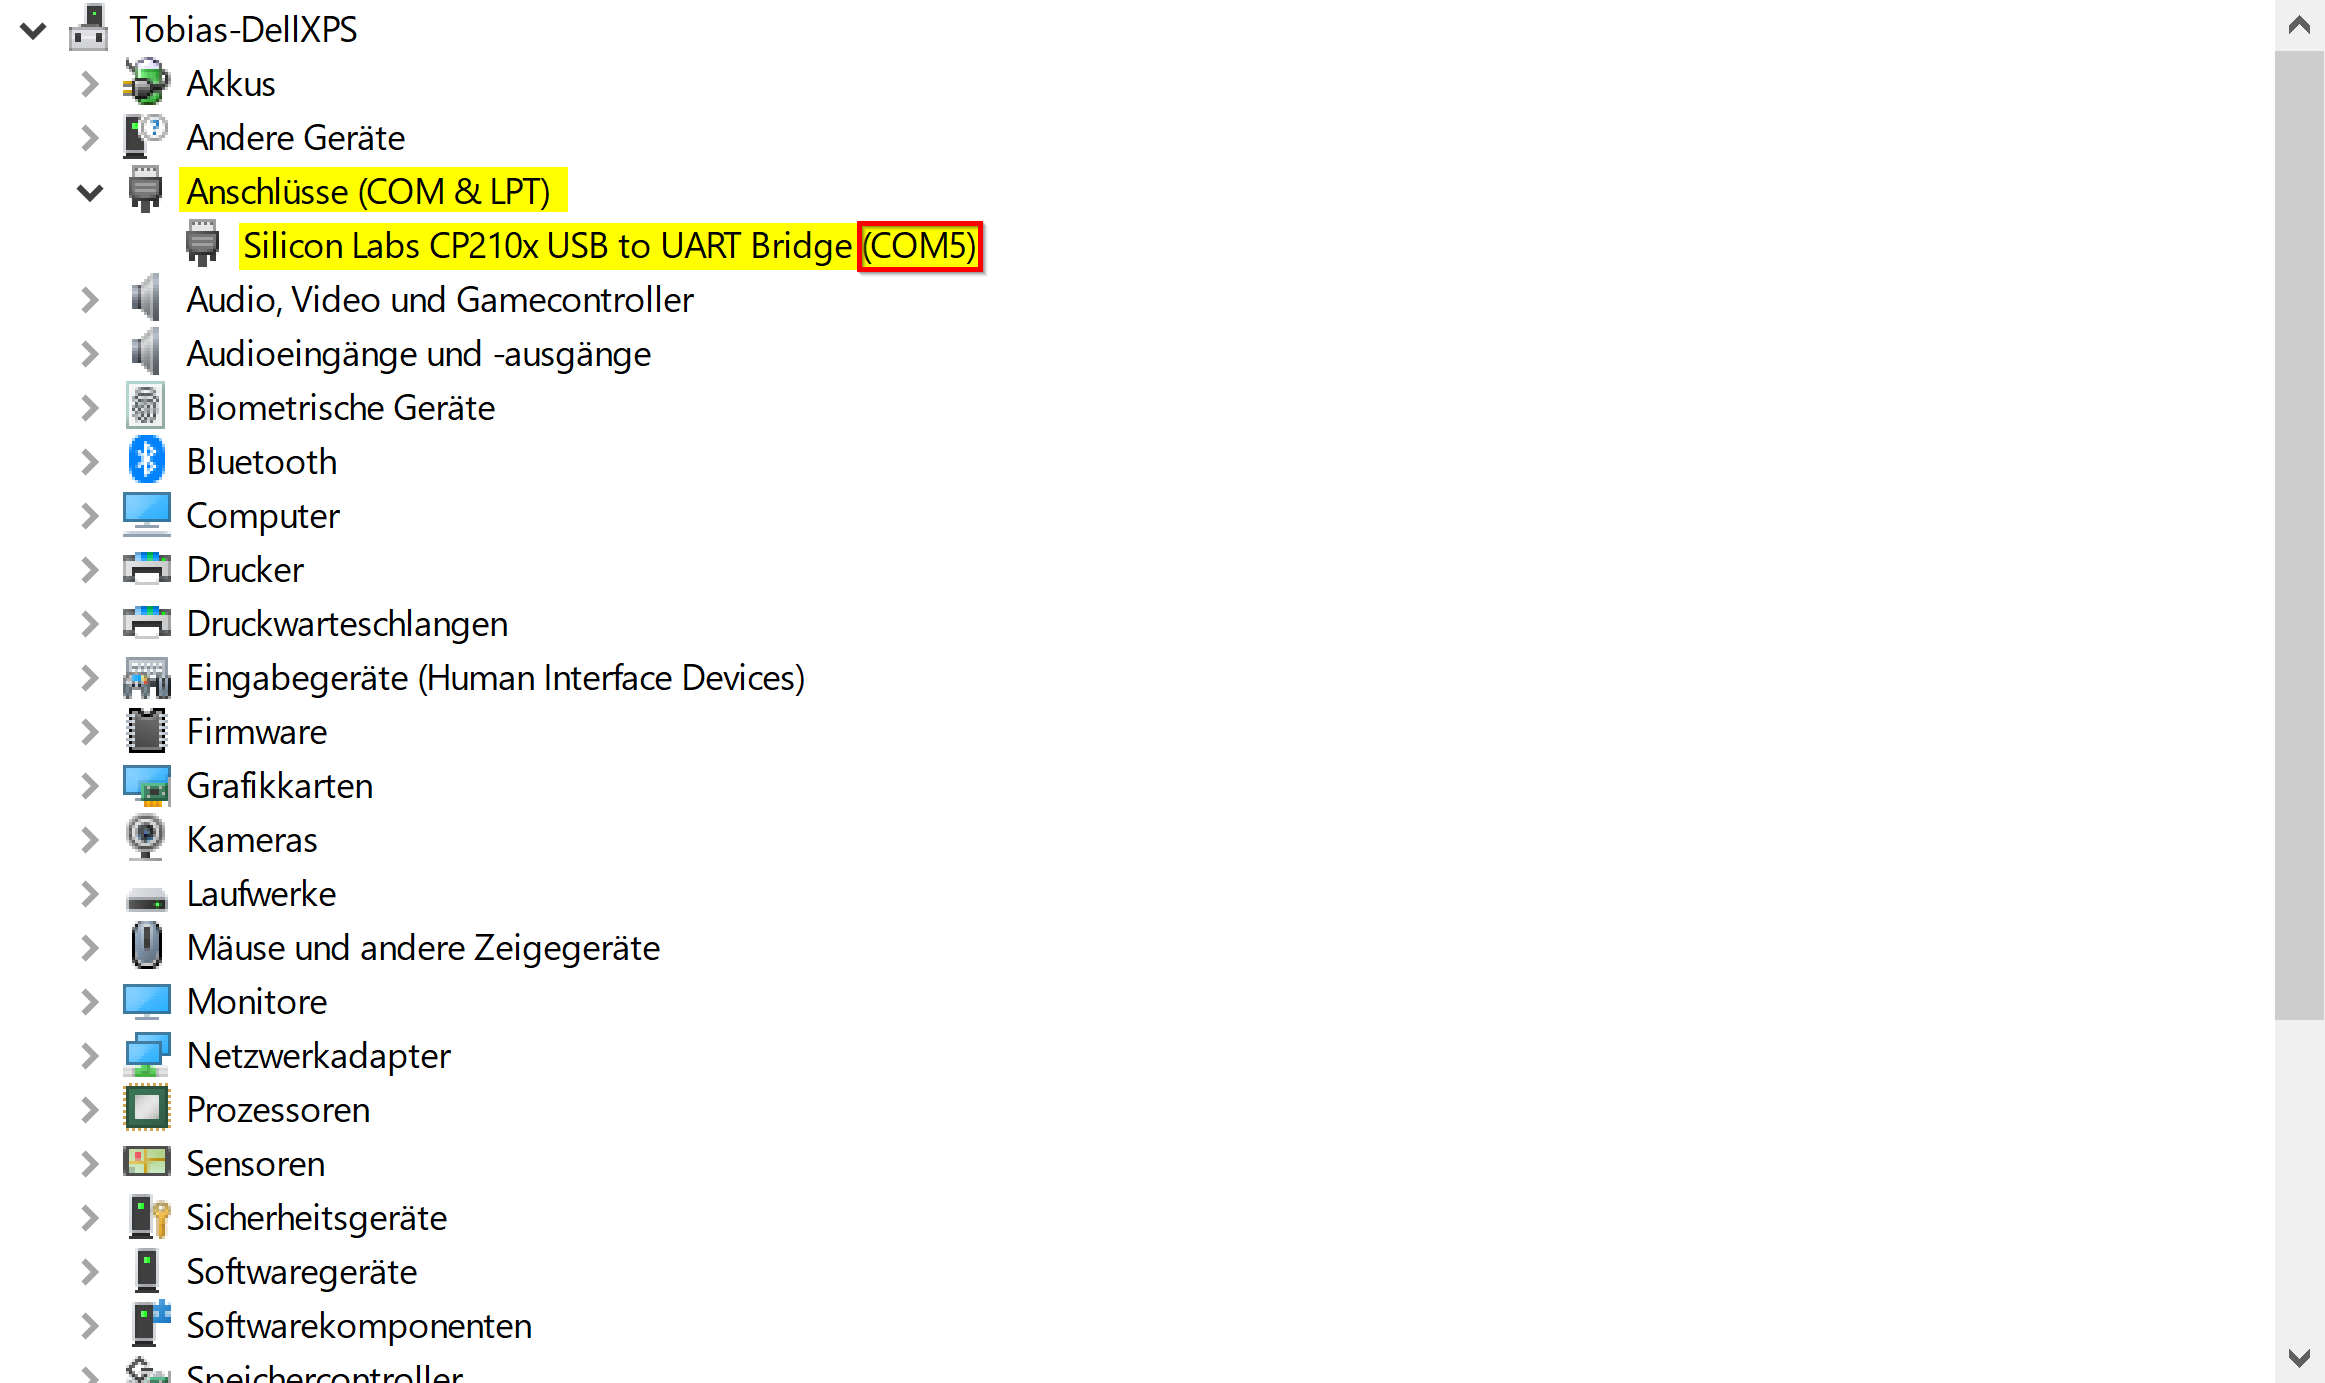 Tobias-DellXPS
Akkus
Andere Geräte
Anschlüsse (COM & LPT)
Silicon Labs CP210x USB to UART Bridge (COM5)
Audio, Video und Gamecontroller
Audioeingänge und -ausgänge
Biometrische Geräte
Bluetooth
Computer
Drucker
Druckwarteschlangen
Eingabegeräte (Human Interface Devices)
Firmware
Grafikkarten
Kameras
Laufwerke
Mäuse und andere Zeigegeräte
Monitore
Netzwerkadapter
Prozessoren
Sensoren
Sicherheitsgeräte
Softwaregeräte
Softwarekomponenten
Speichercontroller